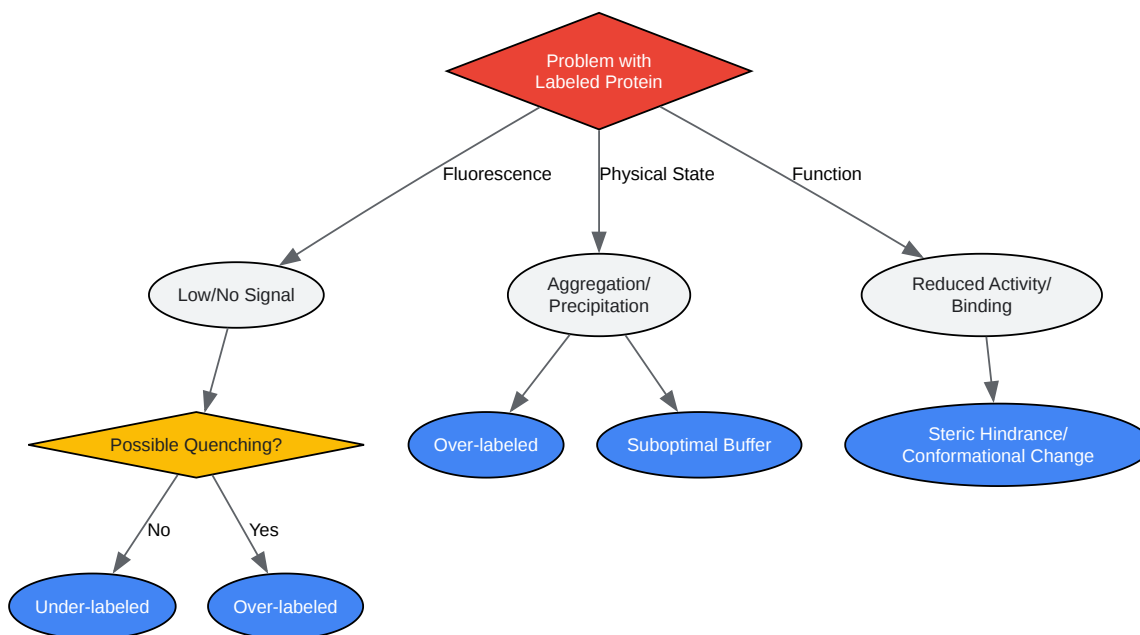 Problem with
Labeled Protein
Fluorescence
Physical State
Function
Low/No Signal
Aggregation/
Precipitation
Reduced Activity/
Binding
Possible Quenching?
Over-labeled
Suboptimal Buffer
Steric Hindrance/
Conformational Change
No
Yes
Under-labeled
Over-labeled